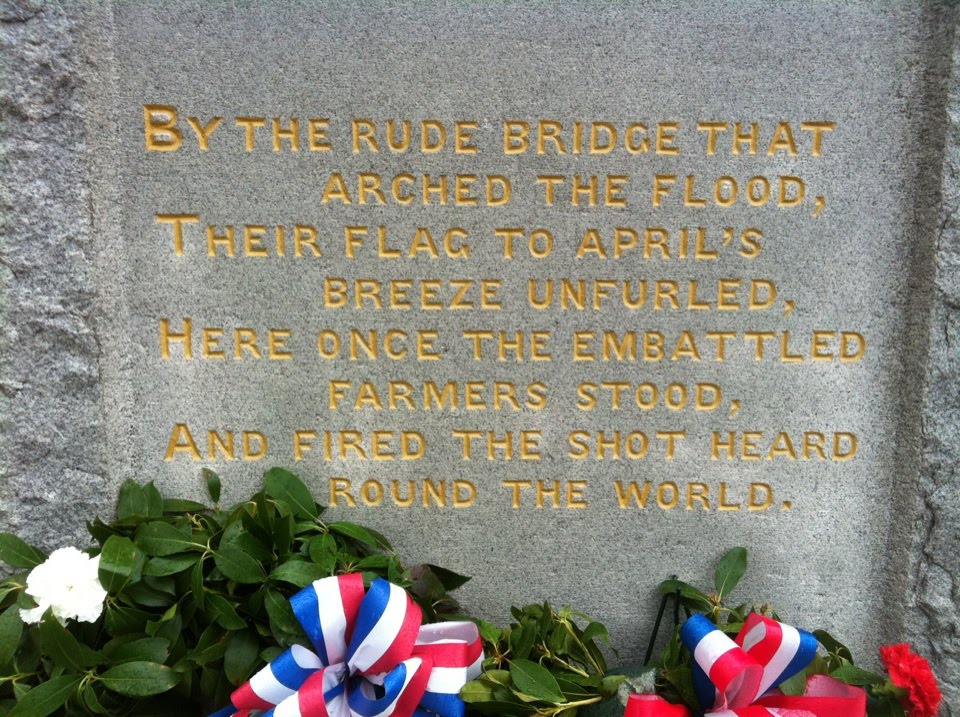 BY THE RUDE BRIDGE THAT
ARCHED THE FLOOD,
THEIR FLAG TO APRIL'S
BREEZE UNFURLED,
HERE ONCE THE EMBATTLED
FARMERS STOOD,
AND FIRED THE SHOT HEARD
ROUND THE WORLD.